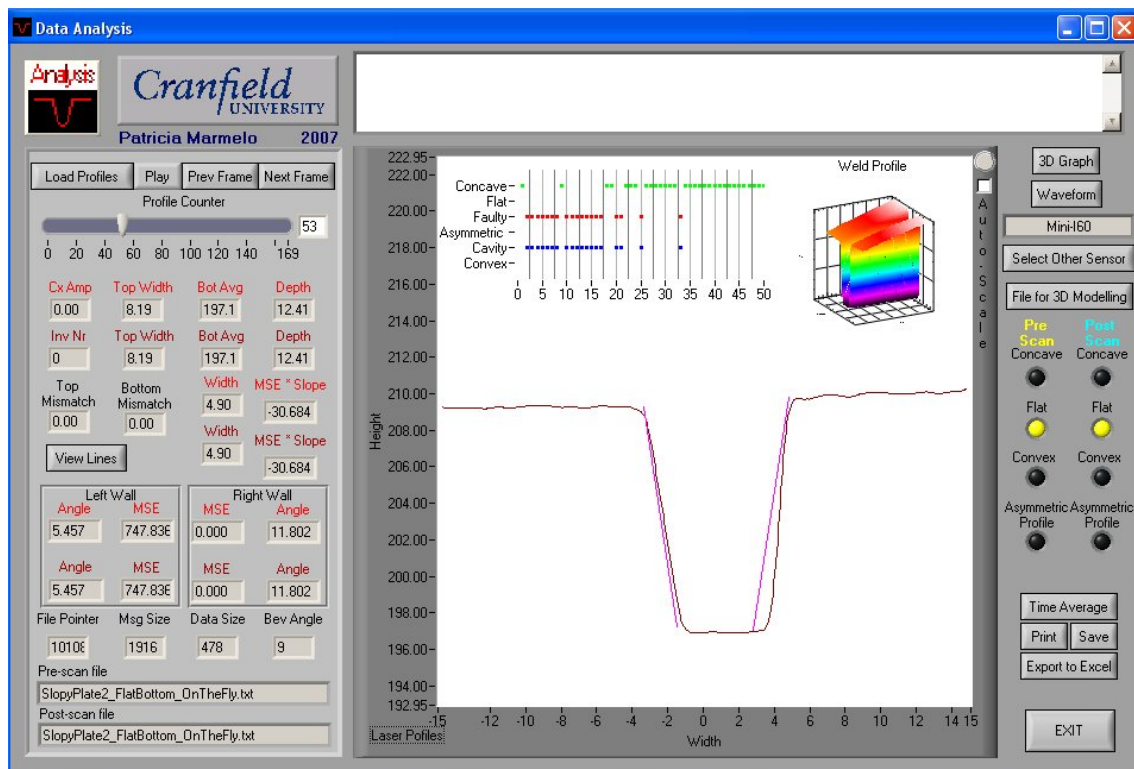 Data Analysis
Analysis
Cranfield
UNIVERSITY
Patricia Marmelo 2007
Load Profiles Play Prev Frame Next Frame
Profile Counter
53
0 20 40 60 80 100 120 140 169
Cx Amp Top Width Bot Avg Depth
0.00 8.19 197.1 12.41
Inv Nr Top Width Bot Avg Depth
0 8.19 197.1 12.41
Top Mismatch Bottom Mismatch Width MSE * Slope
0.00 0.00 4.90 -30.684
Width MSE * Slope
4.90 -30.684
View Lines
Left Wall Right Wall
Angle MSE MSE Angle
5.457 747.836 0.000 11.802
Angle MSE MSE Angle
5.457 747.836 0.000 11.802
File Pointer Msg Size Data Size Bev Angle
1916 478 9
Pre-scan file
SlopyPlate2_FlatBottom_OnTheFly.txt
Post-scan file
SlopyPlate2_FlatBottom_OnTheFly.txt
222.95
222.00
220.00
218.00
216.00
214.00
212.00
210.00
208.00
206.00
204.00
202.00
200.00
198.00
196.00
194.00
192.95
Height
-15 -12 -10 -8 -6 -4 -2 0 2 4 6 8 10 12 14 15
Width
Laser Pofiles
Concave
Flat
Faulty
Asymmetric
Cavity
Convex
0 5 10 15 20 25 30 35 40 45 50
Weld Profile
Auto-Scale
3D Graph
Waveform
Mini-I60
Select Other Sensor
File for 3D Modelling
Pre Scan Post Scan
Concave Concave
Flat Flat
Convex Convex
Asymmetric Profile Asymmetric Profile
Time Average
Print Save
Export to Excel
EXIT